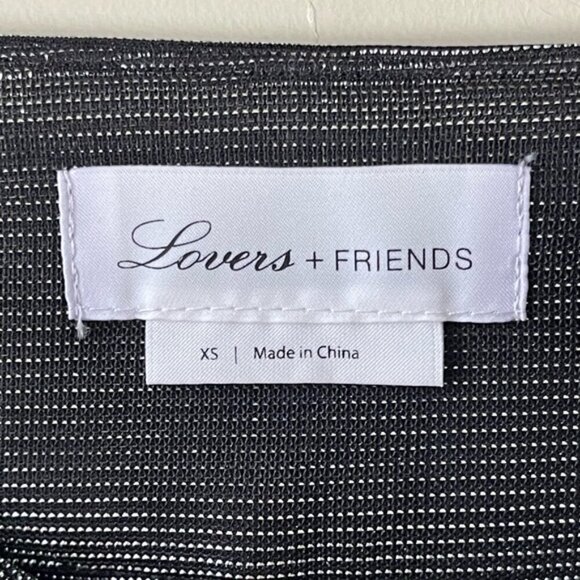 Lovers + FRIENDS
XS | Made in China